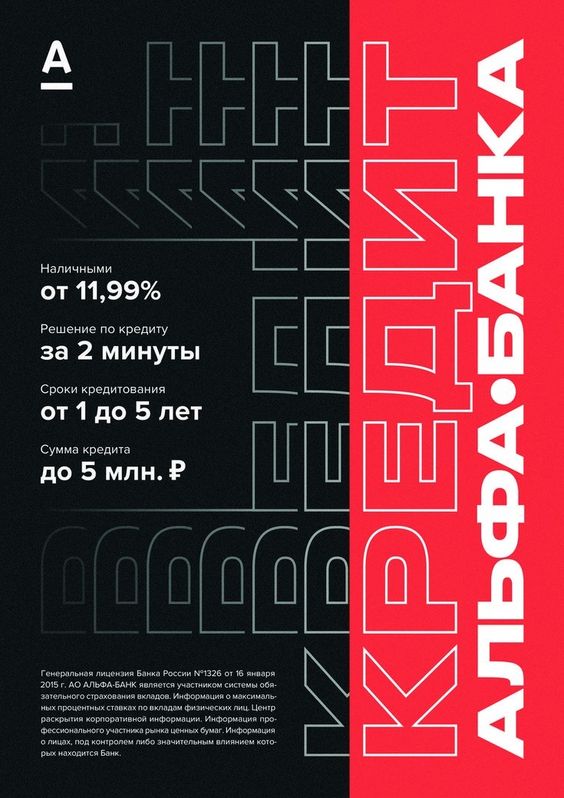 А
Наличными
от 11,99%
Решение по кредиту
за 2 минуты
Сроки кредитования
от 1 до 5 лет
Сумма кредита
до 5 млн. ₽
Генеральная лицензия Банка России №1326 от 16 января
2015 г. АО АЛЬФА-БАНК является участником системы обя-
зательного страхования вкладов. Информация о максималь-
ных процентных ставках по вкладам физических лиц. Центр
раскрытия корпоративной информации. Информация про-
фессионального участника рынка ценных бумаг. Информация
о лицах, под контролем либо значительным влиянием кото-
рых находится Банк.
КРЕДИТ
АЛЬФА•БАНКА